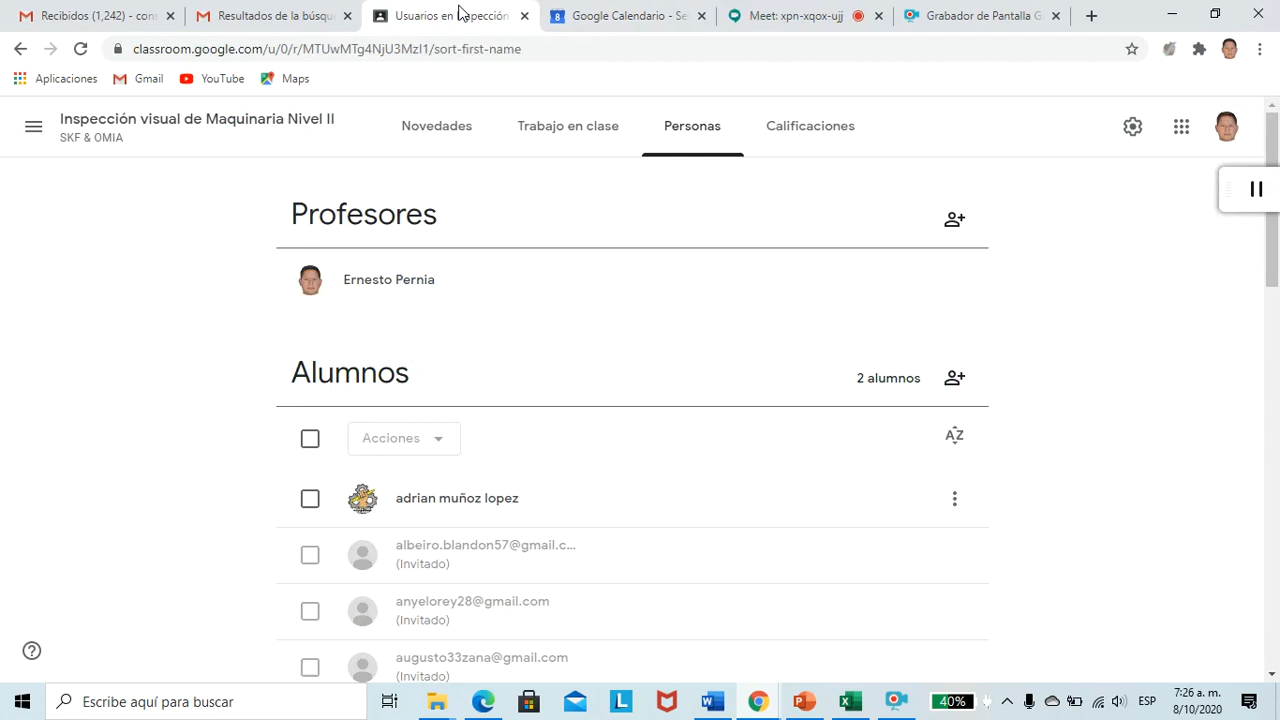 Recibidos (1,242) - con
Resultados de la búsqu
Usuarios en Inspección
8 Google Calendario - Se
Meet: xpn-xqpx-ujj
Grabador de Pantalla G
classroom.google.com/u/0/r/MTUwMTg4NjU3MzI1/sort-first-name
Aplicaciones Gmail YouTube Maps
Inspección visual de Maquinaria Nivel II
SKF & OMIA
Novedades Trabajo en clase Personas Calificaciones
Profesores
Ernesto Pernia
Alumnos 2 alumnos
Acciones AZ
adrian muñoz lopez
albeiro.blandon57@gmail.c...
(Invitado)
anyelorey28@gmail.com
(Invitado)
augusto33zana@gmail.com
(Invitado)
Escribe aquí para buscar
40%
ESP
7:26 a. m.
8/10/2020